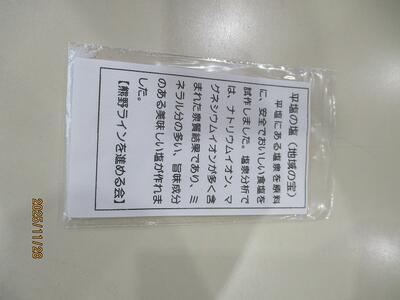 平塩の塩（地域の宝）
平塩にある塩泉を原料
に、安全でおいしい食塩を
試作しました。塩泉分析で
は、ナトリウムイオン、マ
グネシウムイオンが多く含
まれた泉質結果であり、ミ
ネラル分の多い、旨味成分
のある美味しい塩が作れま
した。
【熊野ラインを進める会】
2025/11/28